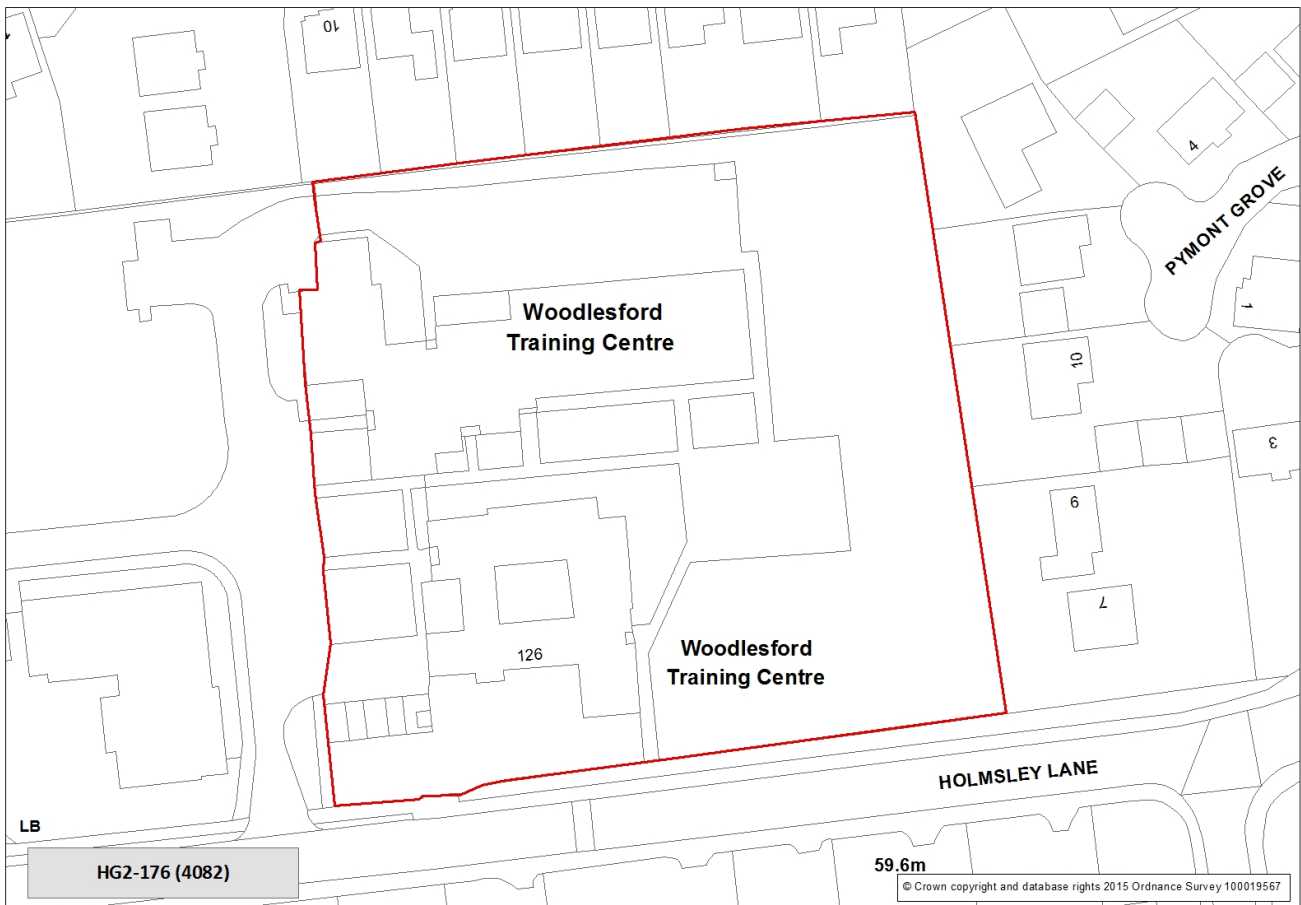 10
4
PYMONT GROVE
1
Woodlesford
Training Centre
10
3
9
7
Woodlesford
Training Centre
126
HOLMSLEY LANE
LB
HG2-176 (4082)
59.6m
© Crown copyright and database rights 2015 Ordnance Survey 100019567